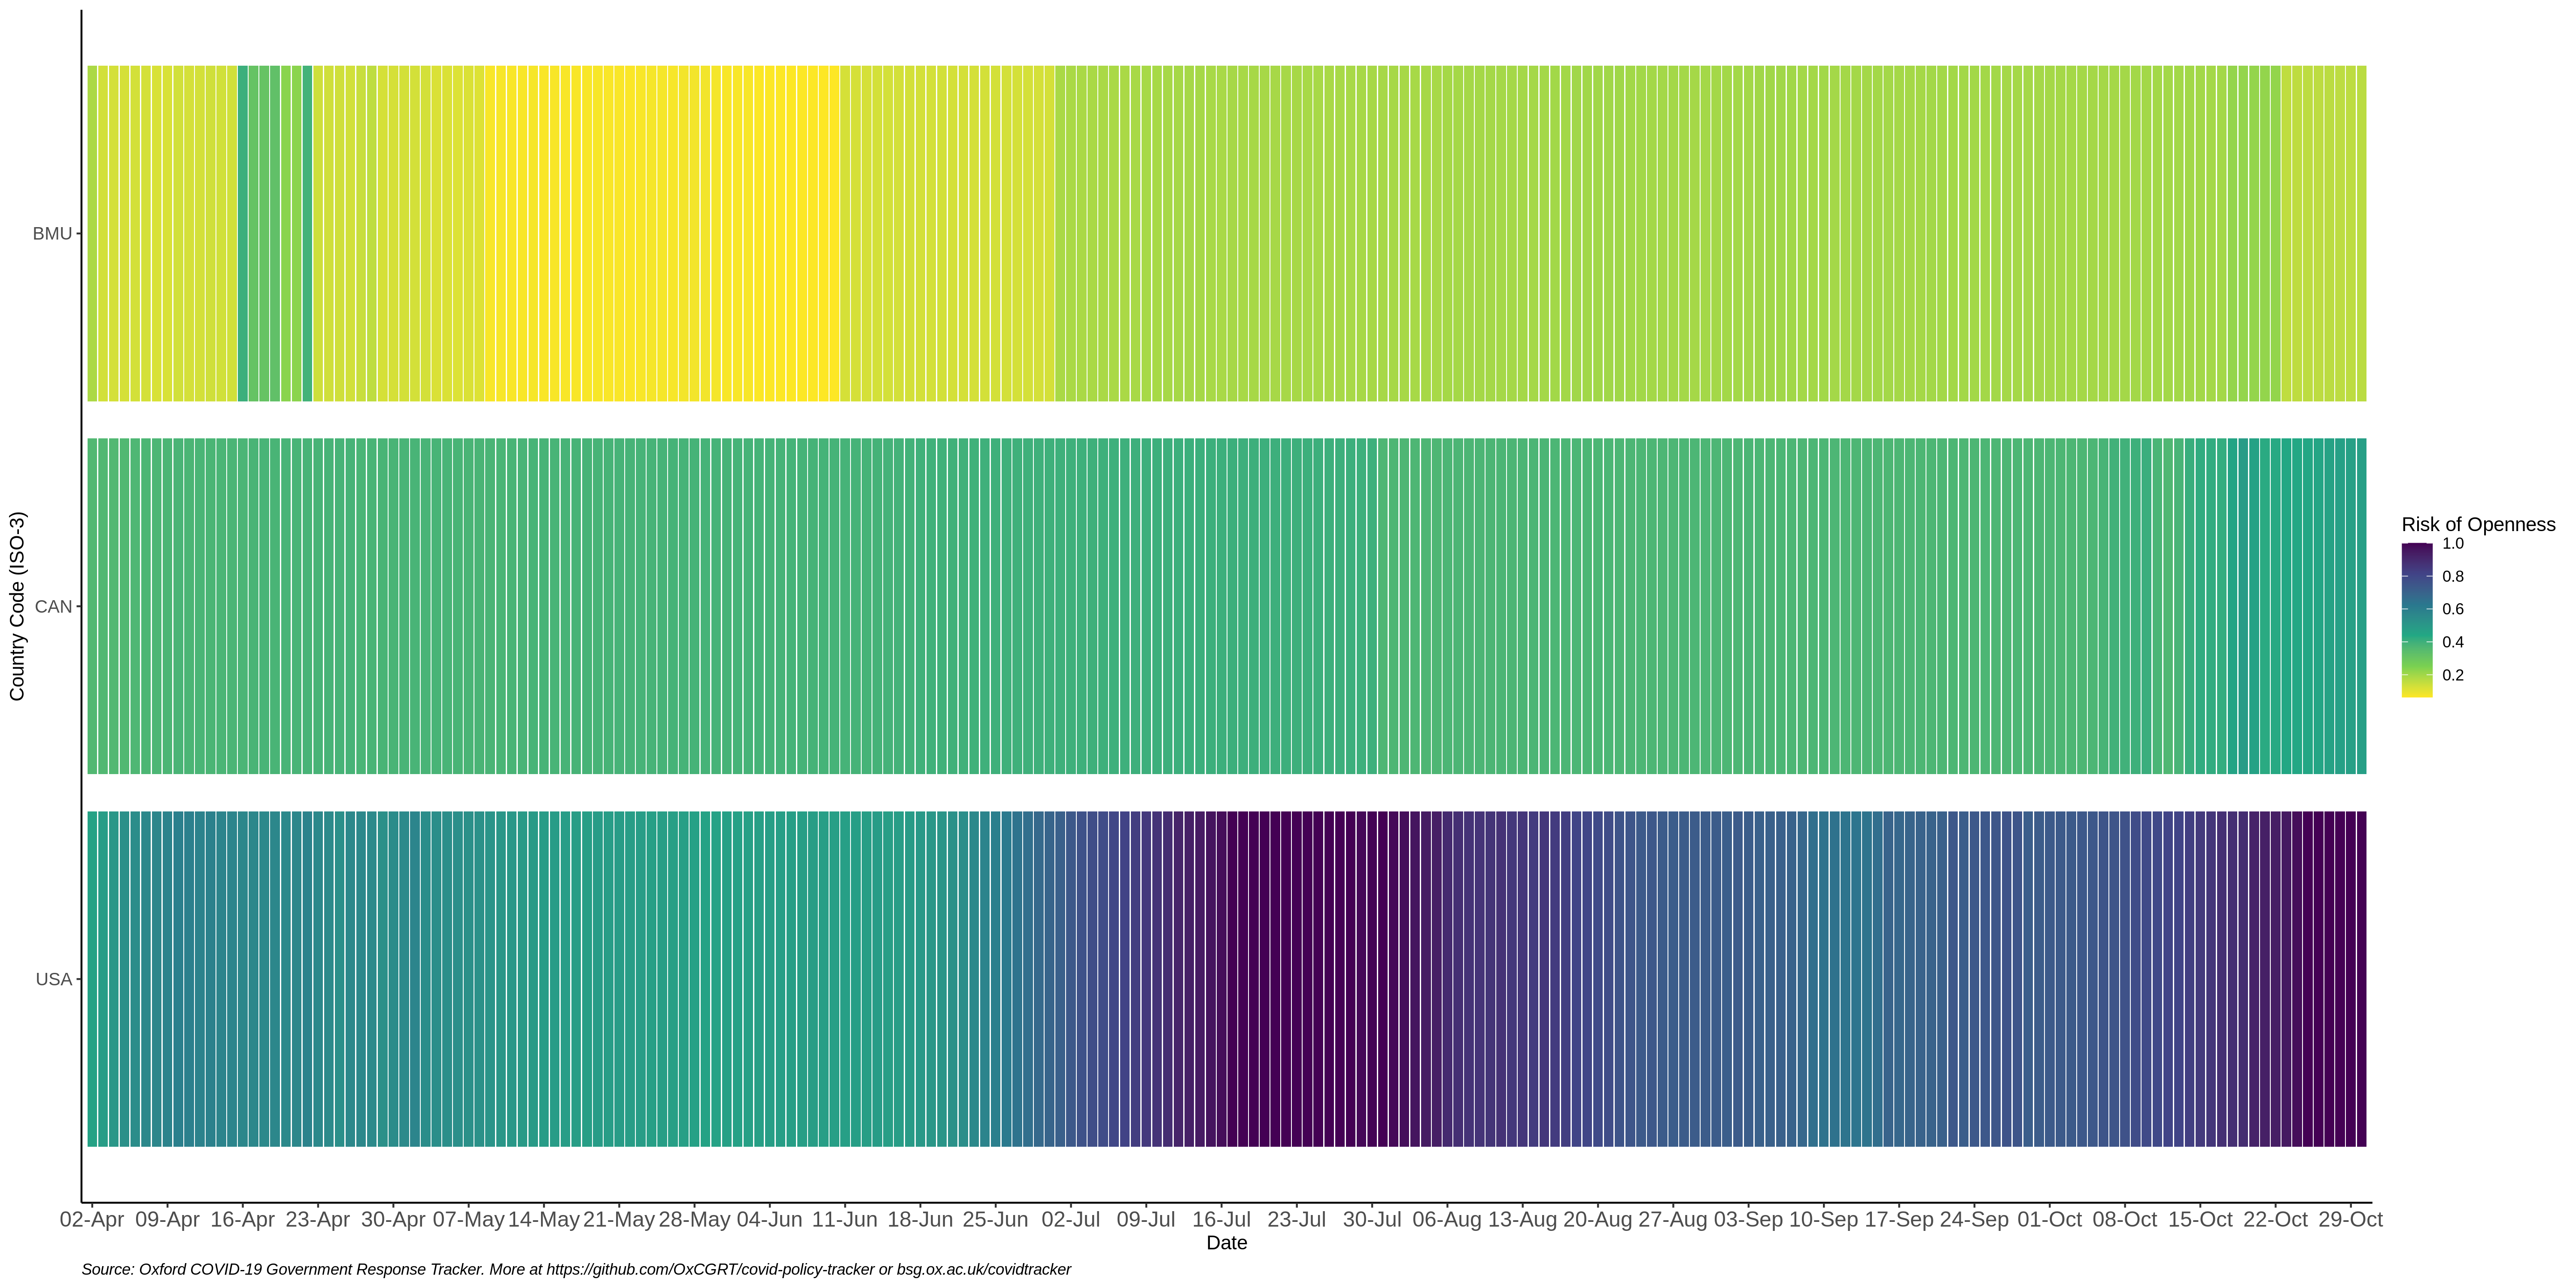 Country Code (ISO-3)
BMU
CAN
USA
Risk of Openness
1.0
0.8
0.6
0.4
0.2
02-Apr 09-Apr 16-Apr 23-Apr 30-Apr 07-May 14-May 21-May 28-May 04-Jun 11-Jun 18-Jun 25-Jun 02-Jul 09-Jul 16-Jul 23-Jul 30-Jul 06-Aug 13-Aug 20-Aug 27-Aug 03-Sep 10-Sep 17-Sep 24-Sep 01-Oct 08-Oct 15-Oct 22-Oct 29-Oct
Date
Source: Oxford COVID-19 Government Response Tracker. More at https://github.com/OxCGRT/covid-policy-tracker or bsg.ox.ac.uk/covidtracker